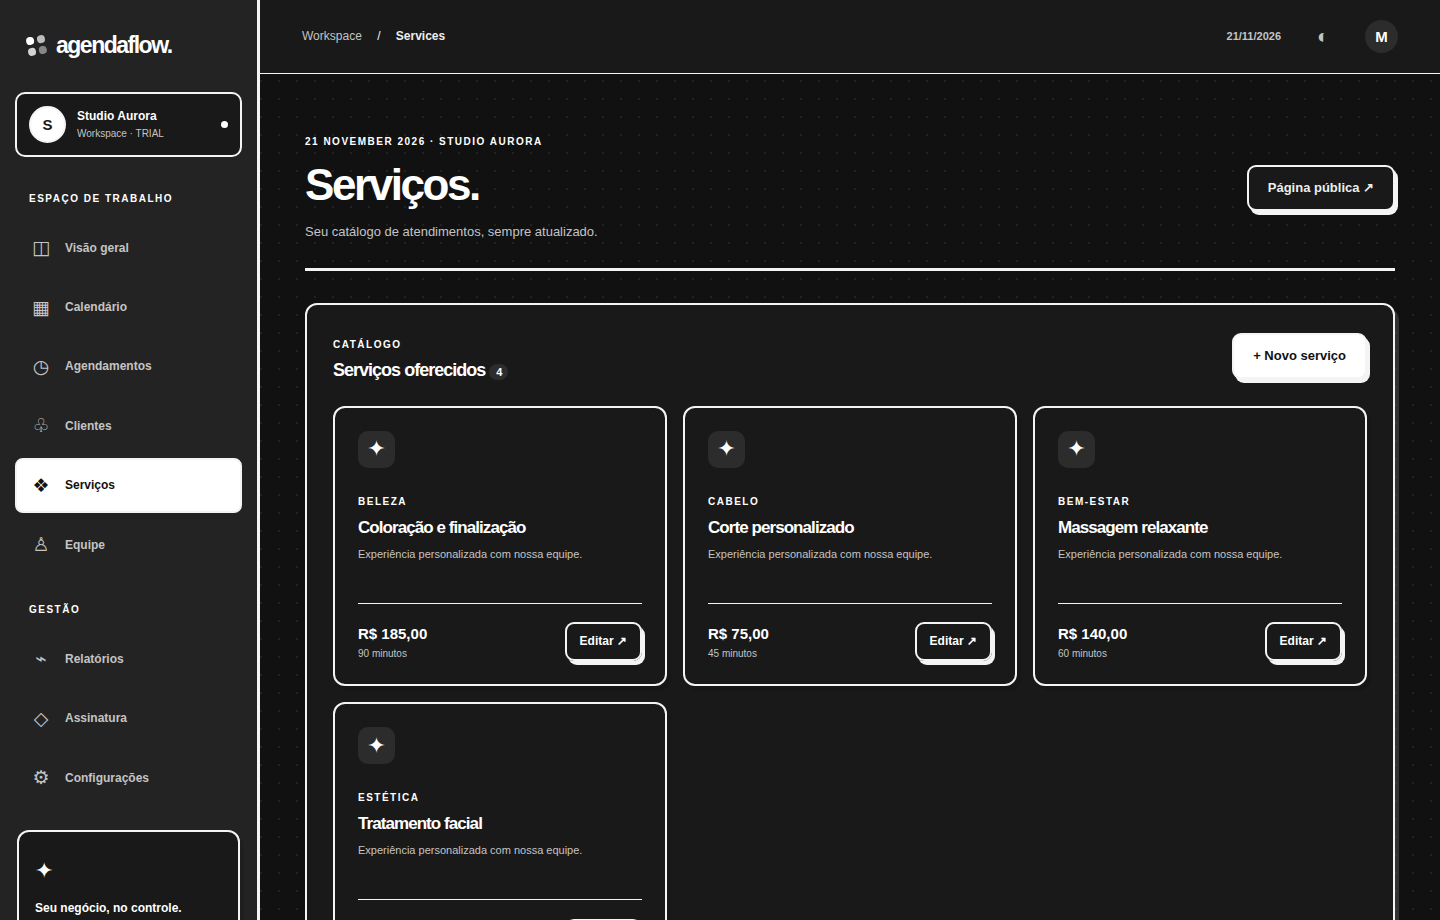 agendaflow.
S
Studio Aurora
Workspace · TRIAL
ESPAÇO DE TRABALHO
Visão geral
Calendário
Agendamentos
Clientes
Serviços
Equipe
GESTÃO
Relatórios
Assinatura
Configurações
Seu negócio, no controle.
Workspace / Services
21/11/2026
M
21 NOVEMBER 2026 · STUDIO AURORA
Serviços.
Seu catálogo de atendimentos, sempre atualizado.
Página pública ↗
CATÁLOGO
Serviços oferecidos 4
+ Novo serviço
BELEZA
Coloração e finalização
Experiência personalizada com nossa equipe.
R$ 185,00
90 minutos
Editar ↗
CABELO
Corte personalizado
Experiência personalizada com nossa equipe.
R$ 75,00
45 minutos
Editar ↗
BEM-ESTAR
Massagem relaxante
Experiência personalizada com nossa equipe.
R$ 140,00
60 minutos
Editar ↗
ESTÉTICA
Tratamento facial
Experiência personalizada com nossa equipe.